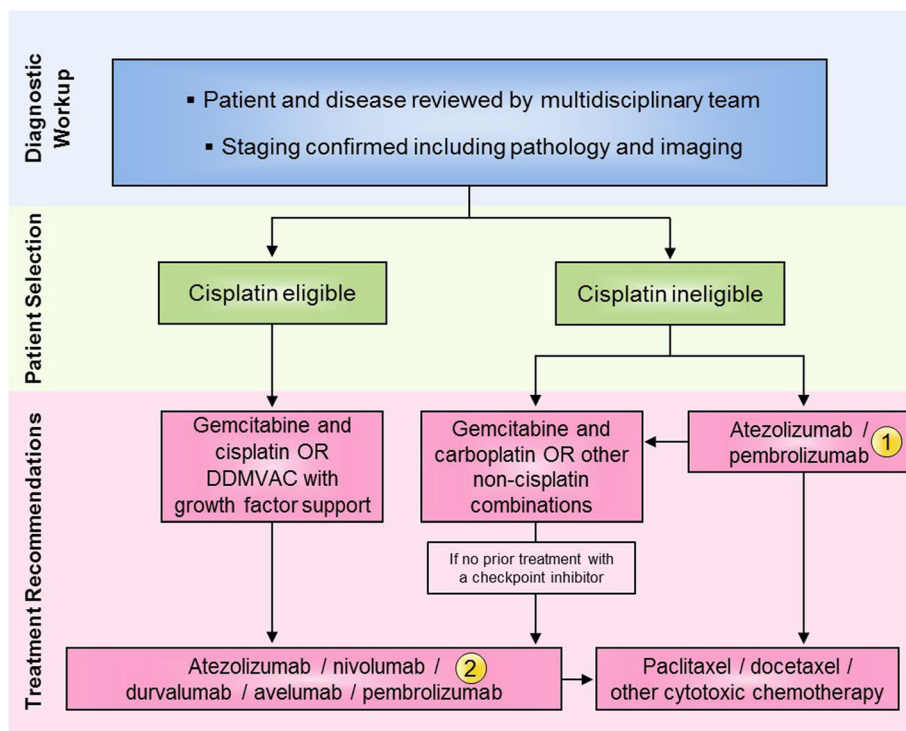 Diagnostic
Workup
▪ Patient and disease reviewed by multidisciplinary team
▪ Staging confirmed including pathology and imaging
Patient Selection
Cisplatin eligible
Cisplatin ineligible
Treatment Recommendations
Gemcitabine and
cisplatin OR
DDMVAC with
growth factor support
Gemcitabine and
carboplatin OR other
non-cisplatin
combinations
Atezolizumab /
pembrolizumab
1
If no prior treatment with
a checkpoint inhibitor
Atezolizumab / nivolumab /
durvalumab / avelumab / pembrolizumab
2
Paclitaxel / docetaxel /
other cytotoxic chemotherapy